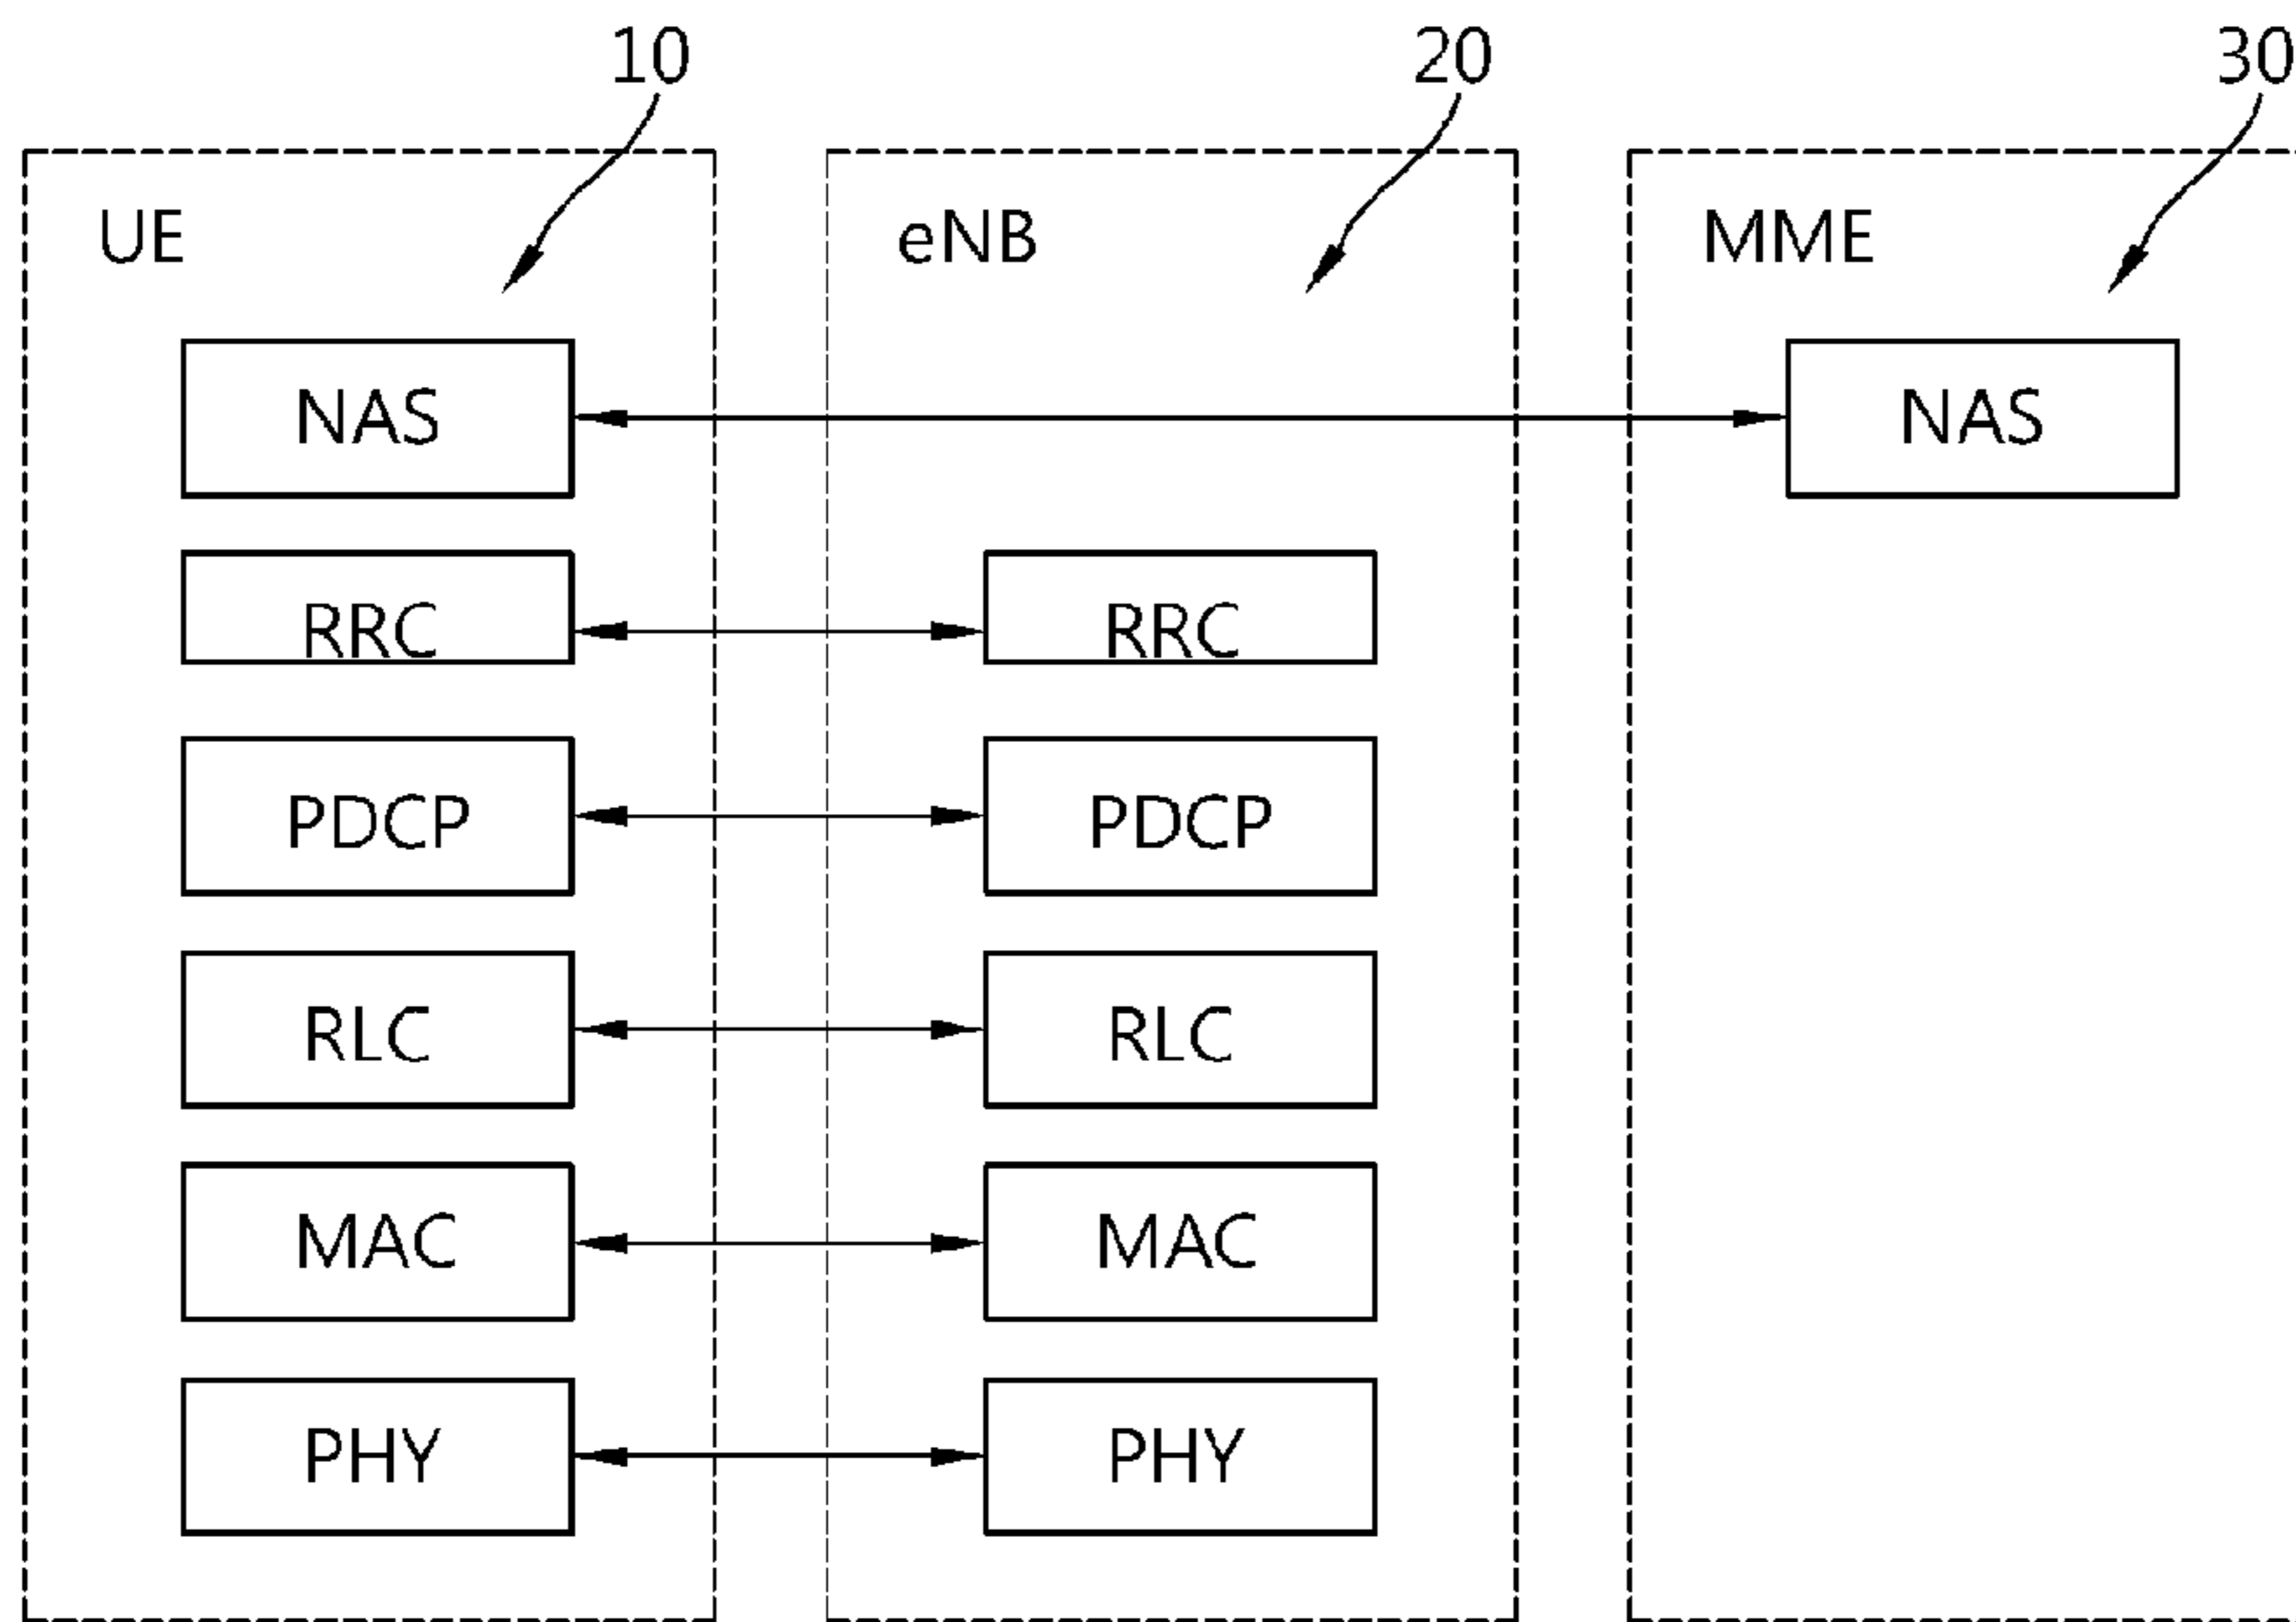 10 20 30
UE eNB MME
NAS NAS
RRC RRC
PDCP PDCP
RLC RLC
MAC MAC
PHY PHY